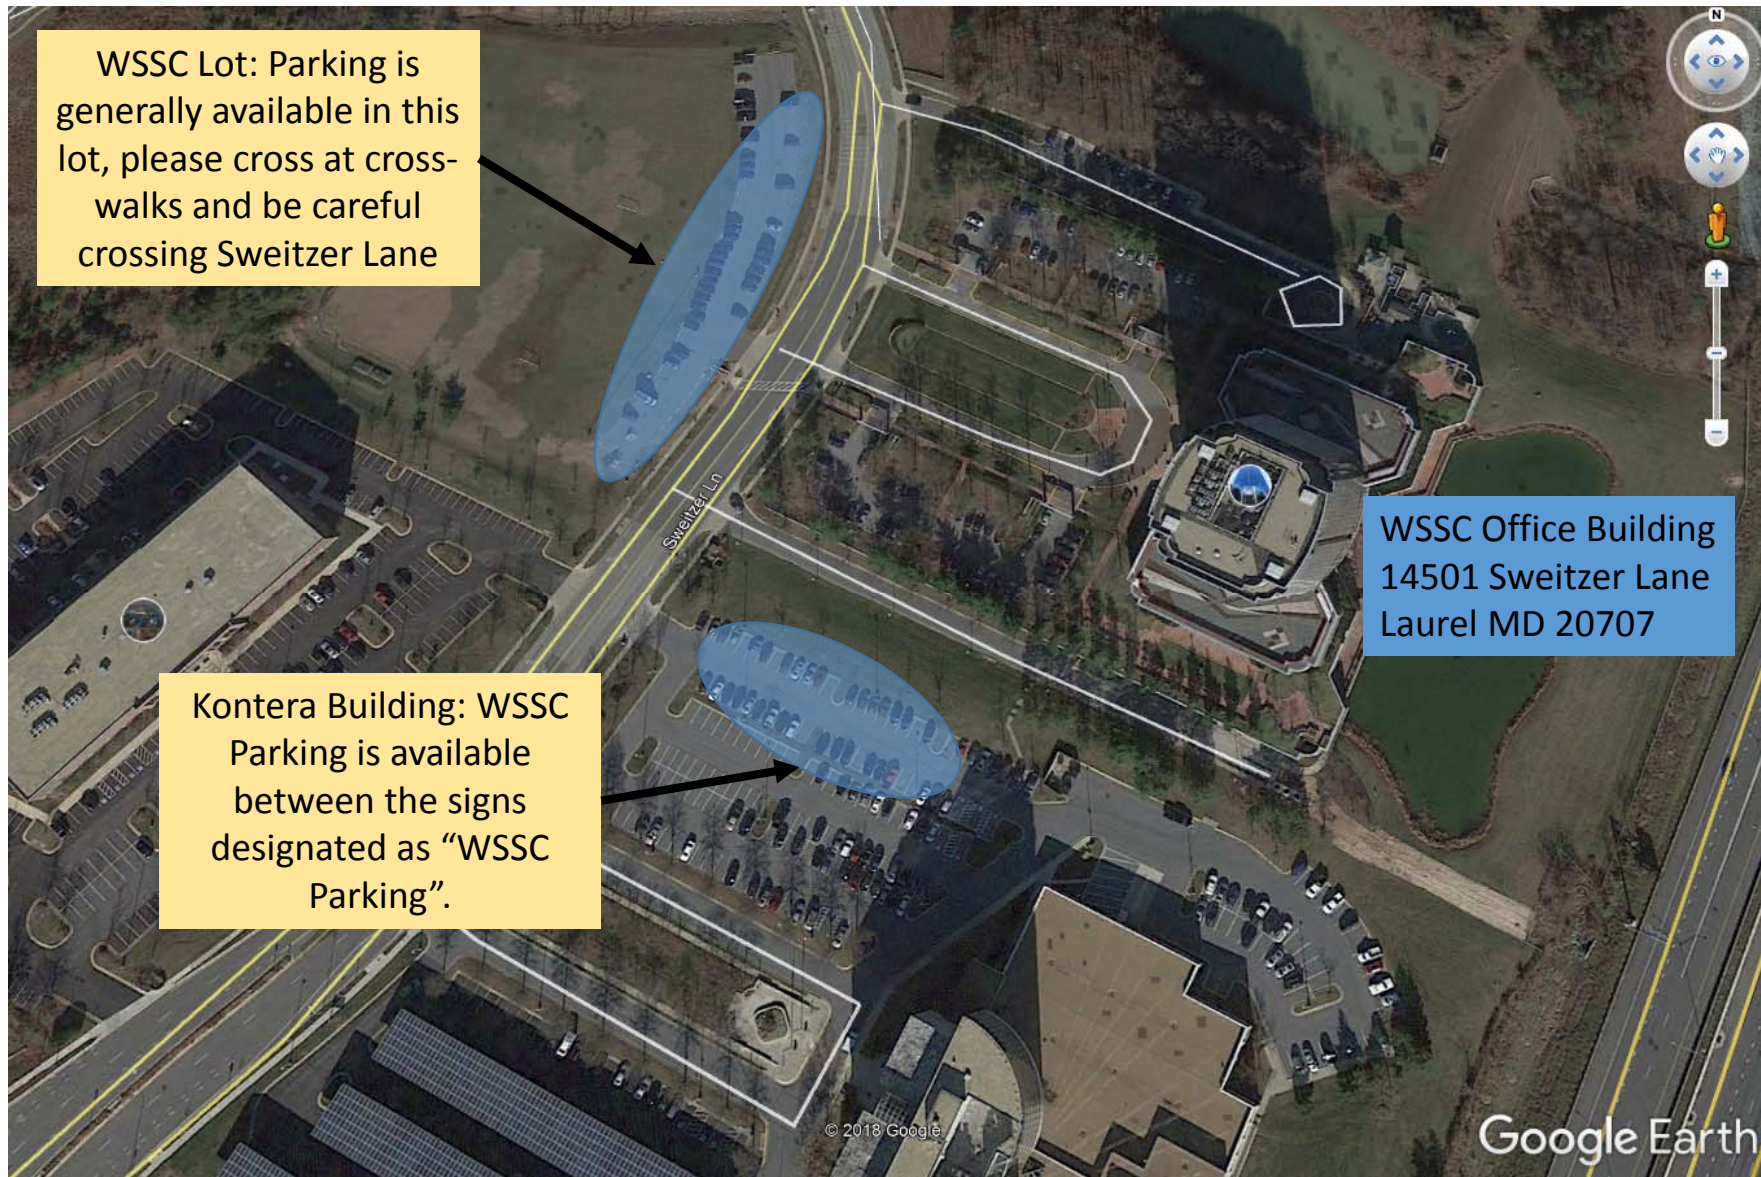 N
WSSC Lot: Parking is
generally available in this
lot, please cross at cross-
walks and be careful
crossing Sweitzer Lane
Sweitzer Ln
WSSC Office Building
14501 Sweitzer Lane
Laurel MD 20707
Kontera Building: WSSC
Parking is available
between the signs
designated as “WSSC
Parking”.
© 2018 Google
Google Earth